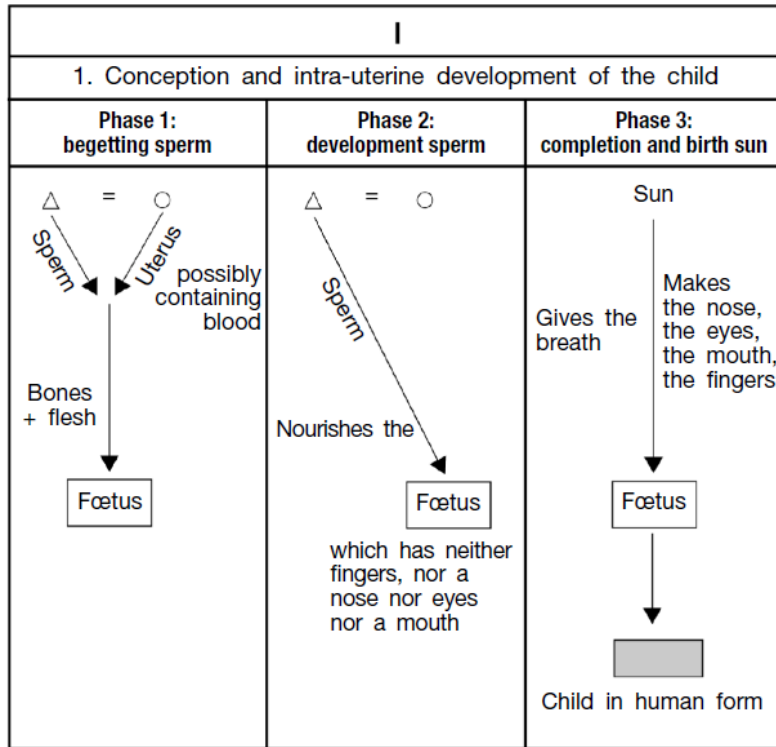 I
1. Conception and intra-uterine development of the child
Phase 1:
begetting sperm
Sperm
Uterus
possibly
containing
blood
Bones
+ flesh
Fœtus
Phase 2:
development sperm
Sperm
Nourishes the
Fœtus
which has neither
fingers, nor a
nose nor eyes
nor a mouth
Phase 3:
completion and birth sun
Sun
Gives the
breath
Makes
the nose,
the eyes,
the mouth,
the fingers
Fœtus
Child in human form